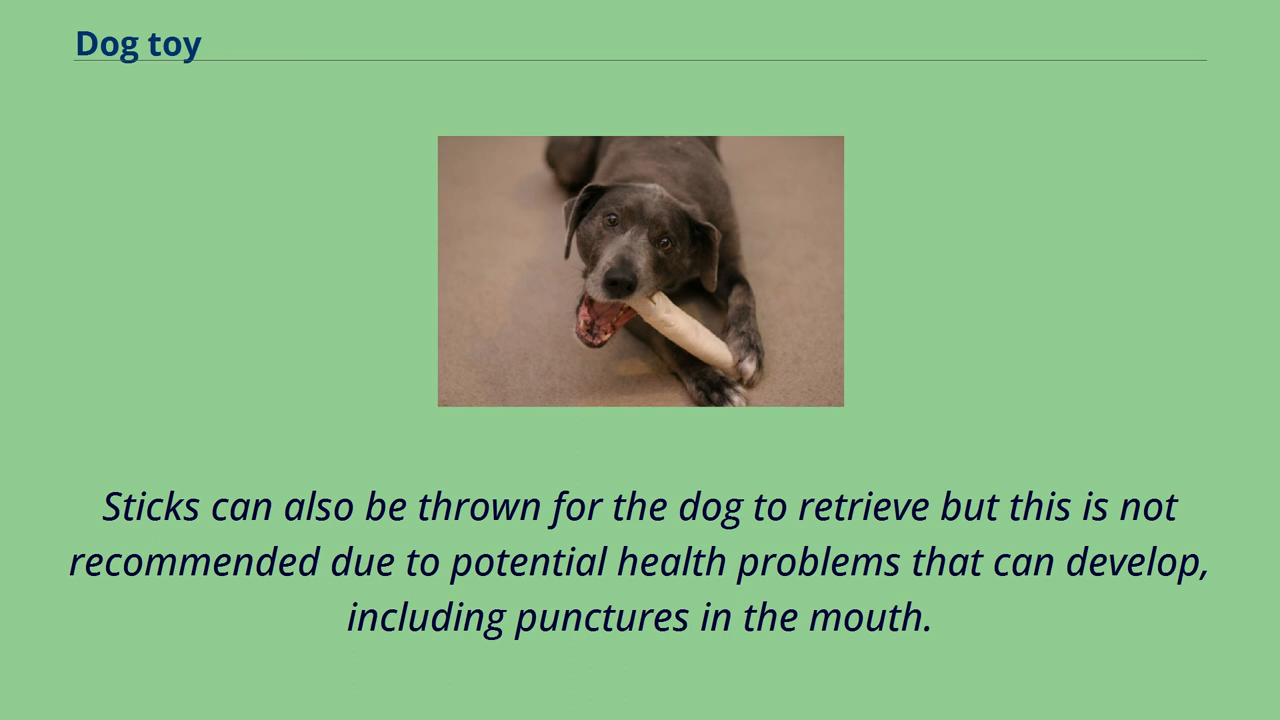 Dog toy
Sticks can also be thrown for the dog to retrieve but this is not
recommended due to potential health problems that can develop,
including punctures in the mouth.